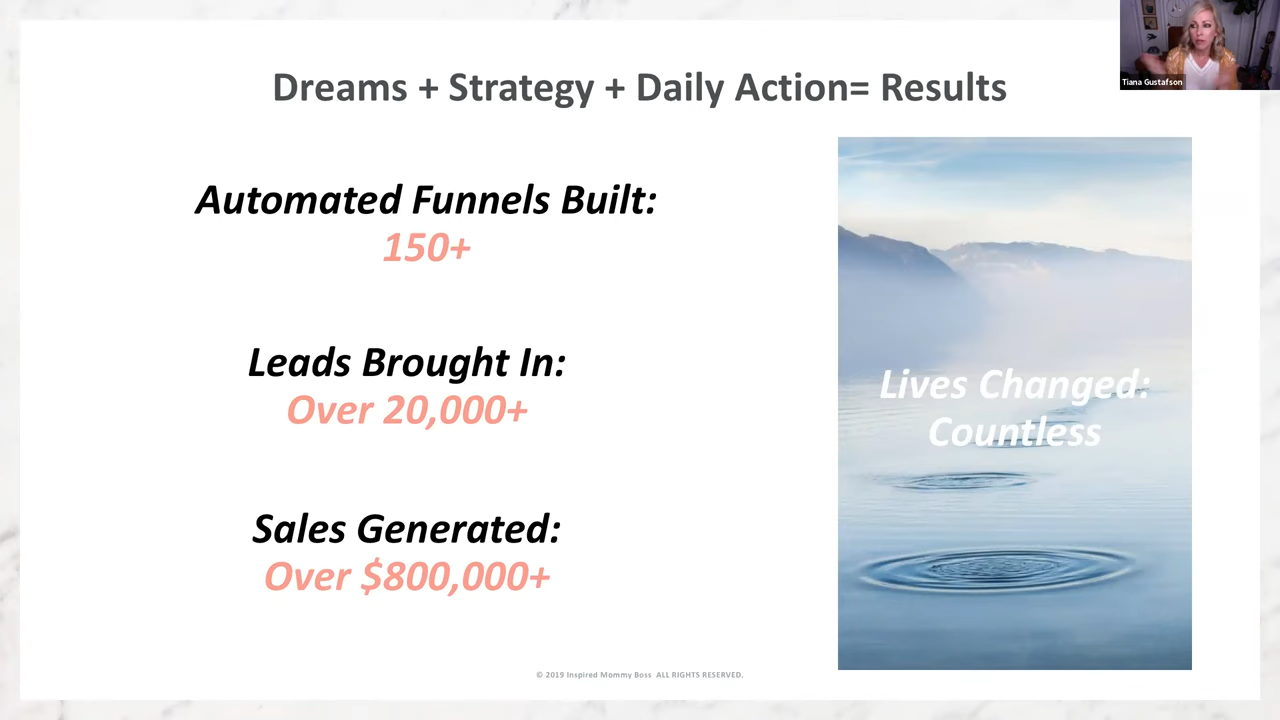 Tiana Gustafson
Dreams + Strategy + Daily Action= Results
Automated Funnels Built:
150+
Leads Brought In:
Over 20,000+
Sales Generated:
Over $800,000+
Lives Changed:
Countless
© 2019 Inspired Mommy Boss ALL RIGHTS RESERVED.